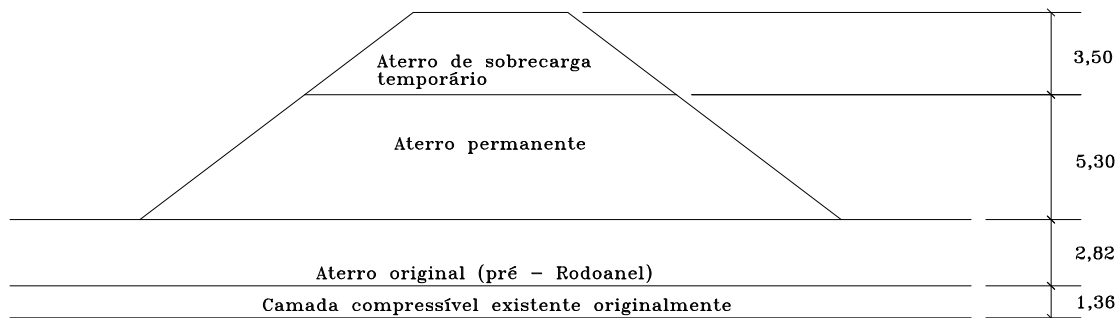 Aterro de sobrecarga
temporário
3,50
Aterro permanente
5,30
Aterro original (pré - Rodoanel)
2,82
Camada compressível existente originalmente
1,36